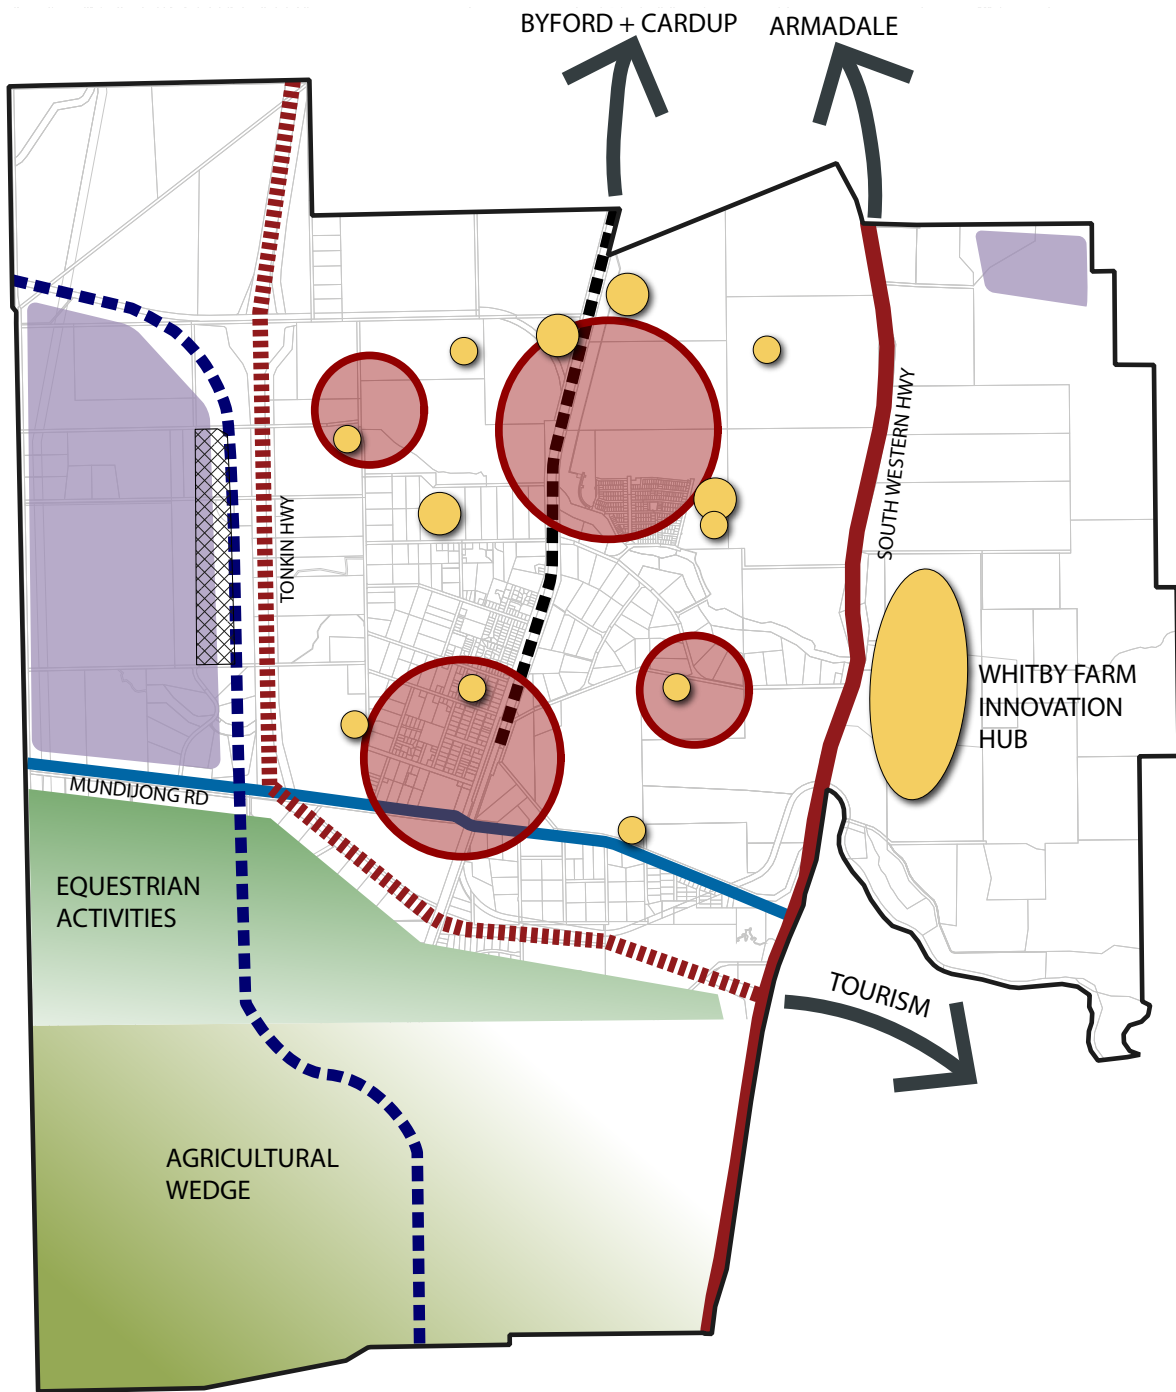 BYFORD + CARDUP
ARMADALE
SOUTH WESTERN HWY
TONKIN HWY
WHITBY FARM
INNOVATION
HUB
MUNDIJONG RD
EQUESTRIAN
ACTIVITIES
TOURISM
AGRICULTURAL
WEDGE